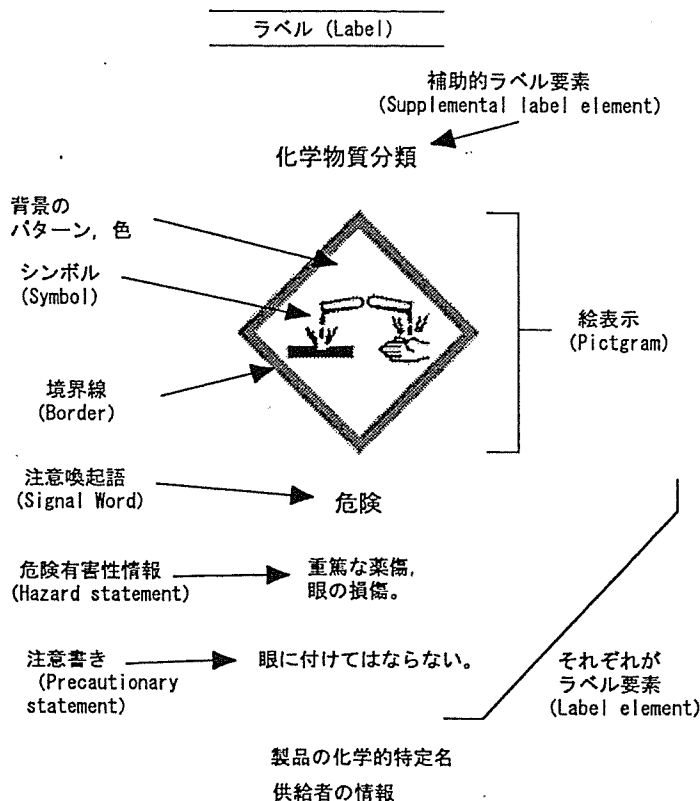 ラベル (Label)
補助的ラベル要素
(Supplemental label element)
化学物質分類
背景の
パターン, 色
シンボル
(Symbol)
絵表示
(Pictgram)
境界線
(Border)
注意喚起語
(Signal Word)
危険
危険有害性情報
(Hazard statement)
重篤な薬傷,
眼の損傷。
注意書き
(Precautionary
statement)
眼に付けてはならない。
それぞれが
ラベル要素
(Label element)
製品の化学的特定名
供給者の情報